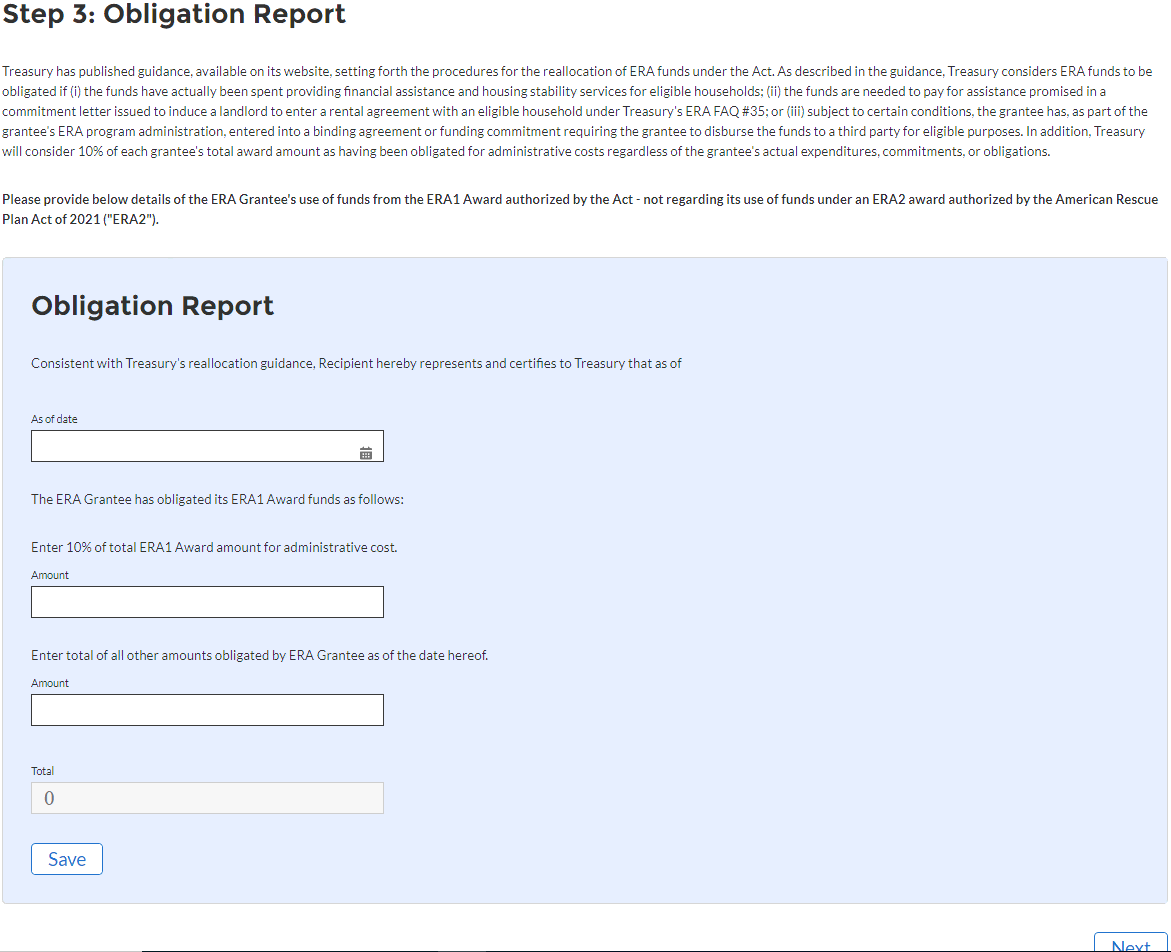 Step 3: Obligation Report
Treasury has published guidance, available on its website, setting forth the procedures for the reallocation of ERA funds under the Act. As described in the guidance, Treasury considers ERA funds to be
obligated if (i) the funds have actually been spent providing financial assistance and housing stability services for eligible households; (ii) the funds are needed to pay for assistance promised in a
commitment letter issued to induce a landlord to enter a rental agreement with an eligible household under Treasury's ERA FAQ #35; or (iii) subject to certain conditions, the grantee has, as part of the
grantee's ERA program administration, entered into a binding agreement or funding commitment requiring the grantee to disburse the funds to a third party for eligible purposes. In addition, Treasury
will consider 10% of each grantee's total award amount as having been obligated for administrative costs regardless of the grantee's actual expenditures, commitments, or obligations.
Please provide below details of the ERA Grantee's use of funds from the ERA1 Award authorized by the Act - not regarding its use of funds under an ERA2 award authorized by the American Rescue
Plan Act of 2021 ("ERA2").
Obligation Report
Consistent with Treasury's reallocation guidance, Recipient hereby represents and certifies to Treasury that as of
As of date
The ERA Grantee has obligated its ERA1 Award funds as follows:
Enter 10% of total ERA1 Award amount for administrative cost.
Amount
Enter total of all other amounts obligated by ERA Grantee as of the date hereof.
Amount
Total
0
Save
Next